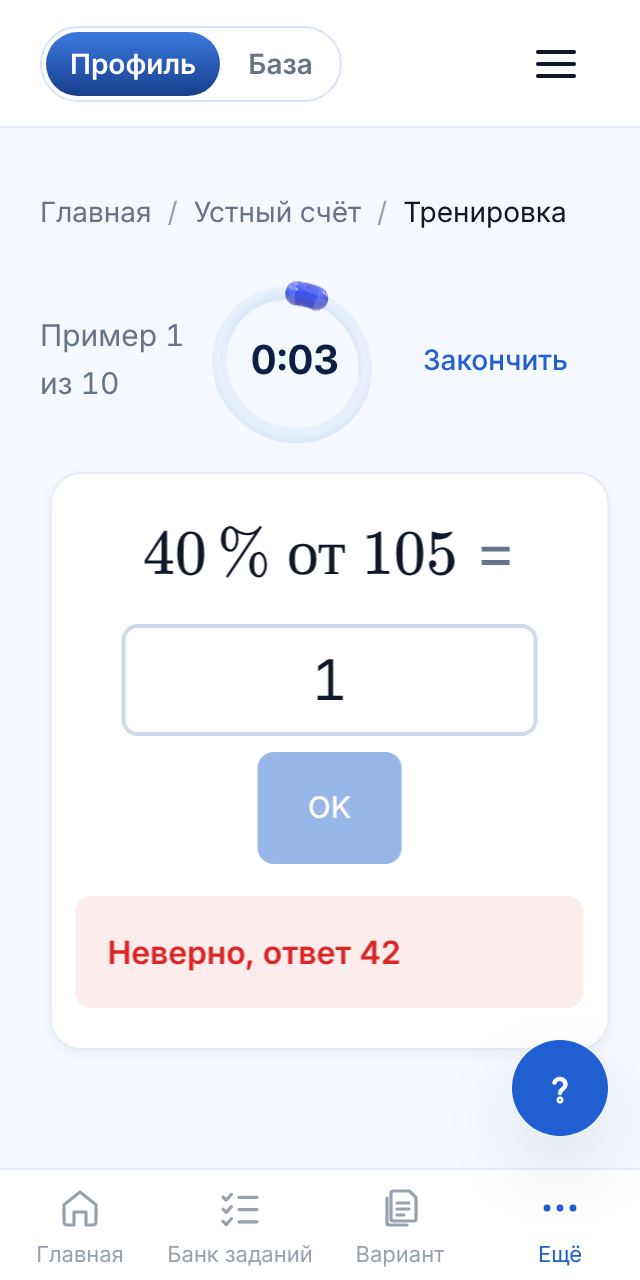 Профиль База
Главная / Устный счёт / Тренировка
Пример 1
из 10
0:03
Закончить
40 % от 105 =
1
OK
Неверно, ответ 42
?
Главная Банк заданий Вариант Ещё